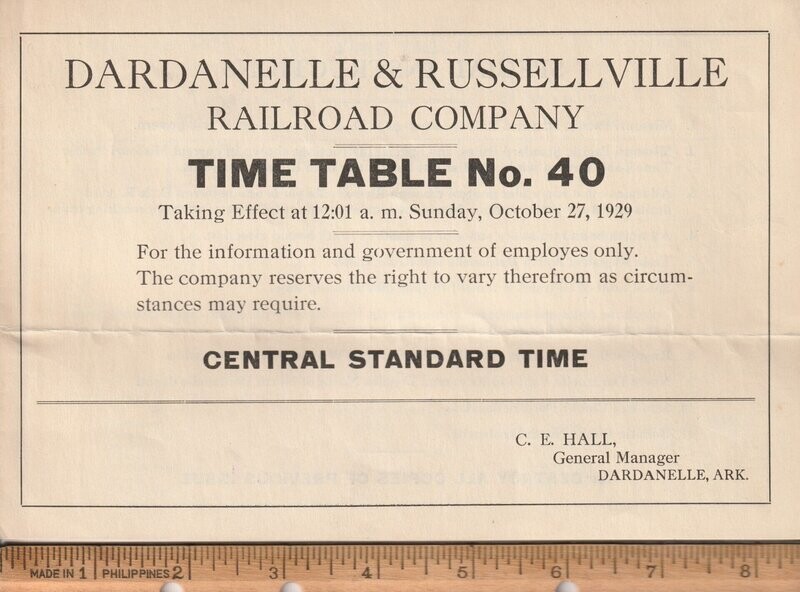 DARDANELLE & RUSSELLVILLE
RAILROAD COMPANY
TIME TABLE No. 40
Taking Effect at 12:01 a. m. Sunday, October 27, 1929
For the information and government of employes only.
The company reserves the right to vary therefrom as circum-
stances may require.
CENTRAL STANDARD TIME
C. E. HALL,
General Manager
DARDANELLE, ARK.
MADE IN 1 PHILIPPINES 2 3 4 5 6 7 8